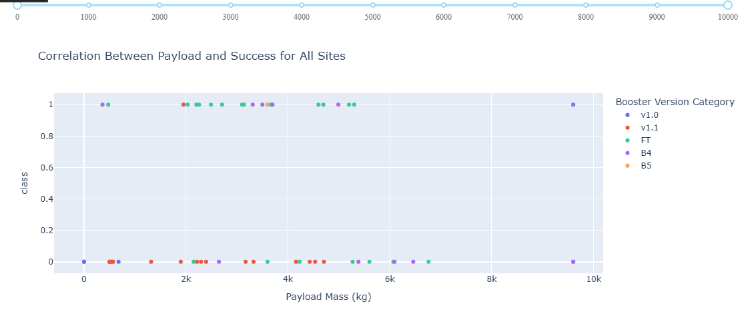 0 1000 2000 3000 4000 5000 6000 7000 8000 9000 10000
Correlation Between Payload and Success for All Sites
Booster Version Category
v1.0
v1.1
FT
B4
B5
class
1
0.8
0.6
0.4
0.2
0
0 2k 4k 6k 8k 10k
Payload Mass (kg)